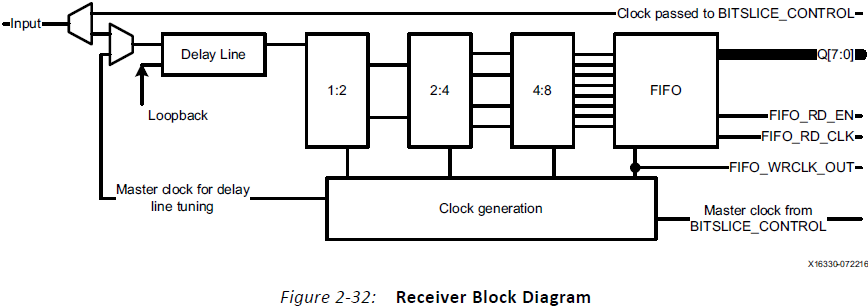 Input
Clock passed to BITSLICE_CONTROL
Delay Line
Q[7:0]
1:2
2:4
4:8
FIFO
Loopback
FIFO_RD_EN
FIFO_RD_CLK
FIFO_WRCLK_OUT
Master clock for delay
line tuning
Clock generation
Master clock from
BITSLICE_CONTROL
X16330-072216
Figure 2-32: Receiver Block Diagram